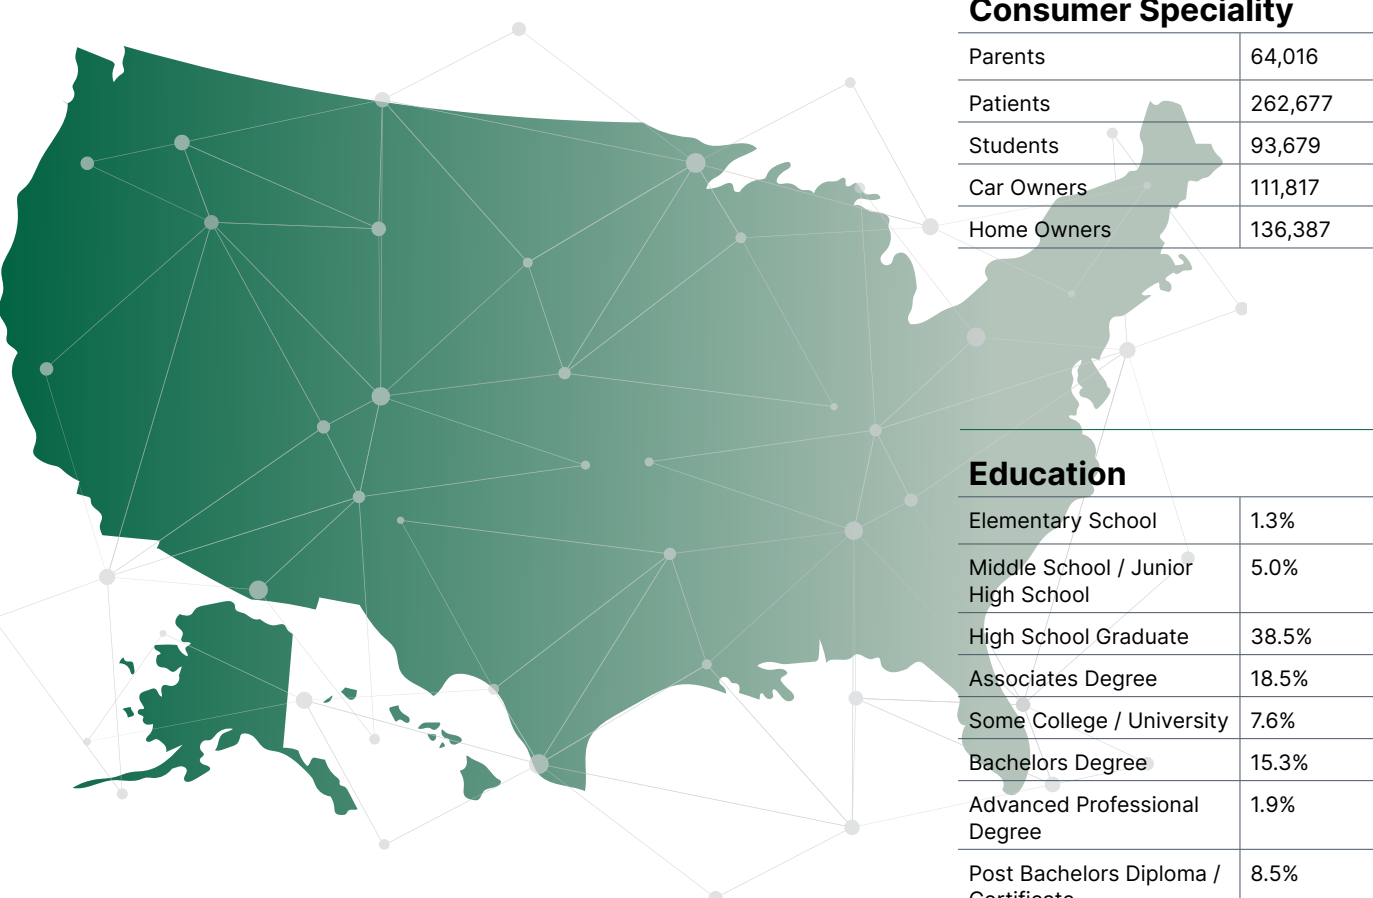 Consumer Speciality
Parents 64,016
Patients 262,677
Students 93,679
Car Owners 111,817
Home Owners 136,387
Education
Elementary School 1.3%
Middle School / Junior 5.0%
High School
High School Graduate 38.5%
Associates Degree 18.5%
Some College / University 7.6%
Bachelors Degree 15.3%
Advanced Professional 1.9%
Degree
Post Bachelors Diploma / 8.5%
Certificate